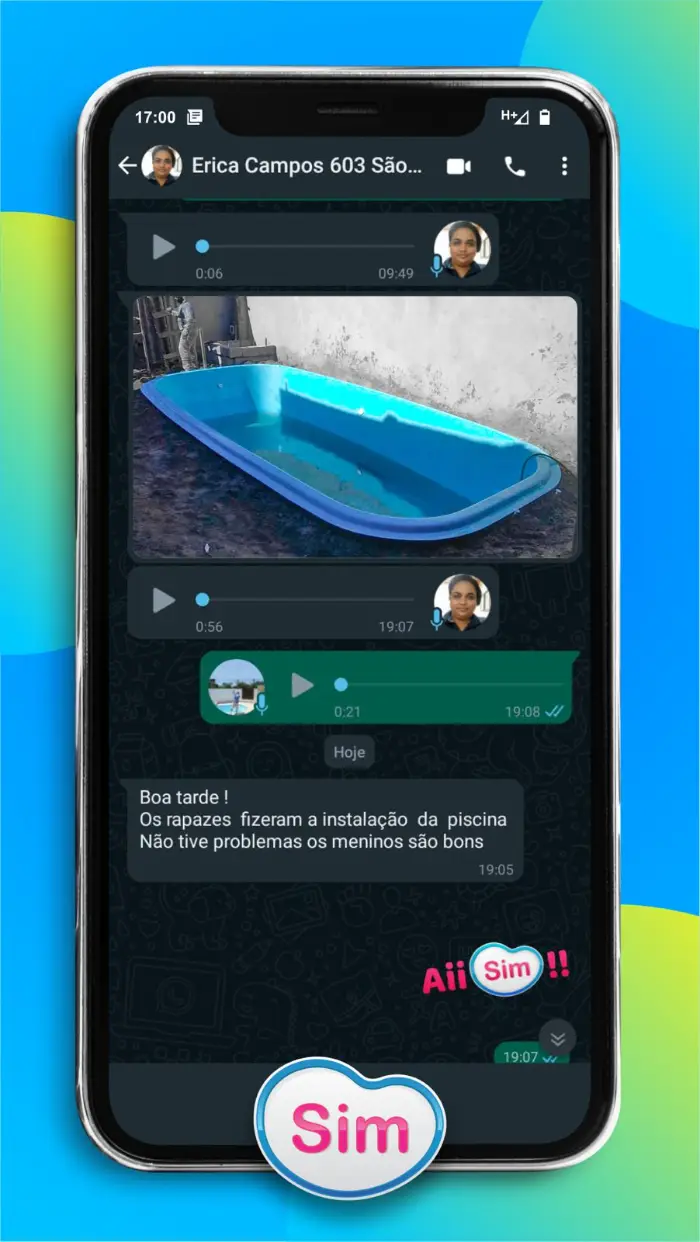 17:00
H+
Erica Campos 603 São...
0:06
09:49
0:56
19:07
0:21
19:08
Hoje
Boa tarde !
Os rapazes fizeram a instalação da piscina
Não tive problemas os meninos são bons
19:05
Aii Sim !!
19:07
Sim